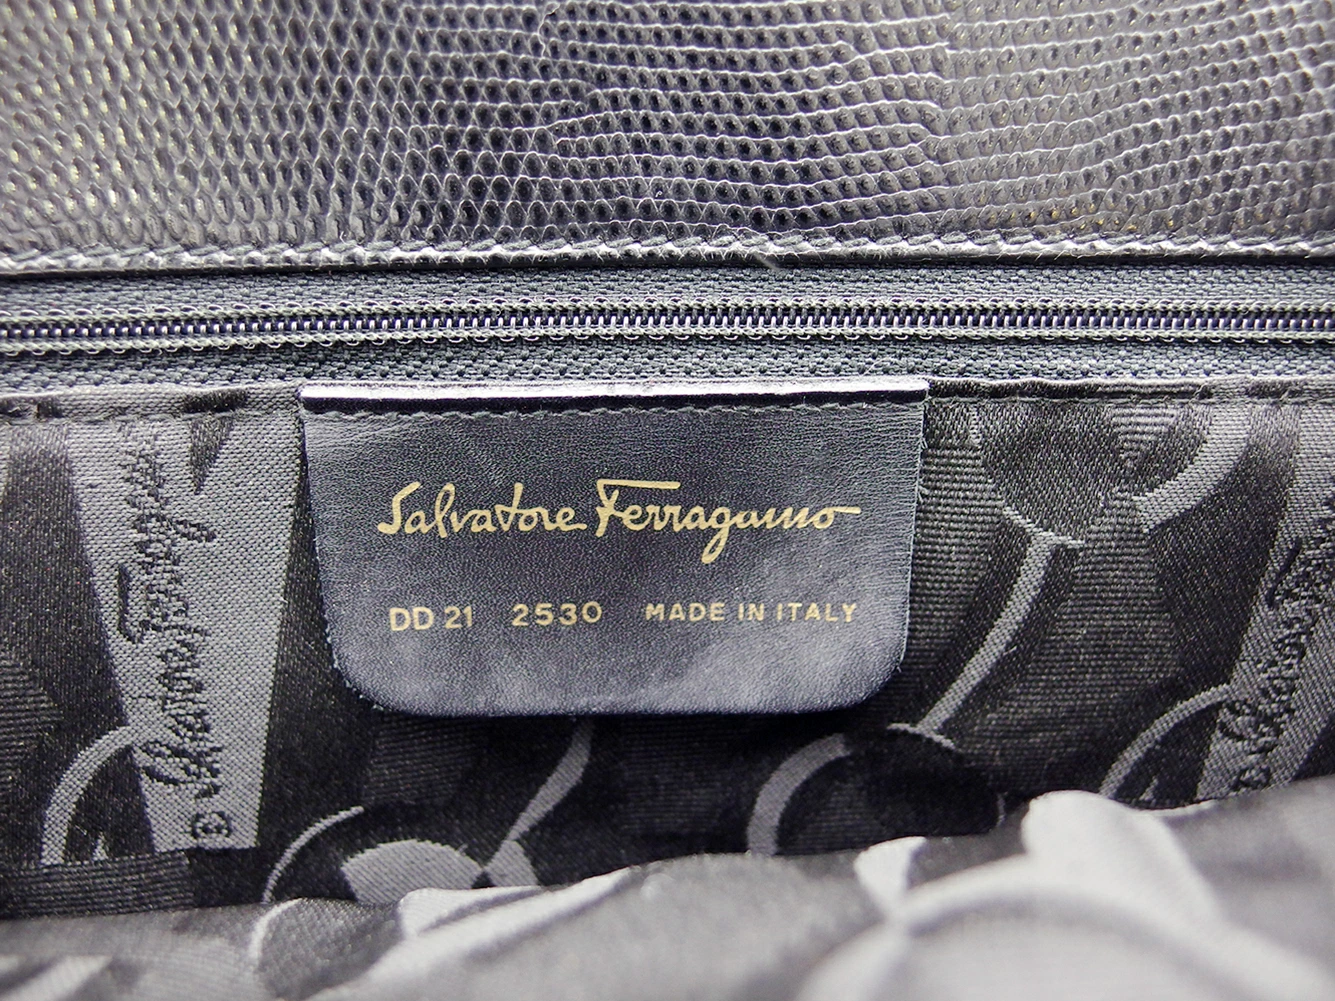 Salvatore Ferragamo
DD 21 2530 MADE IN ITALY